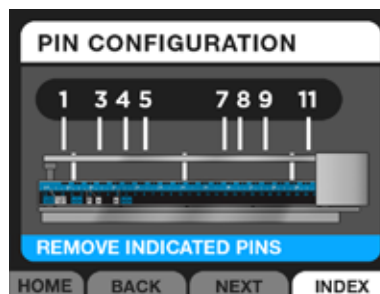 PIN CONFIGURATION
1 3 4 5 7 8 9 11
REMOVE INDICATED PINS
HOME BACK NEXT INDEX